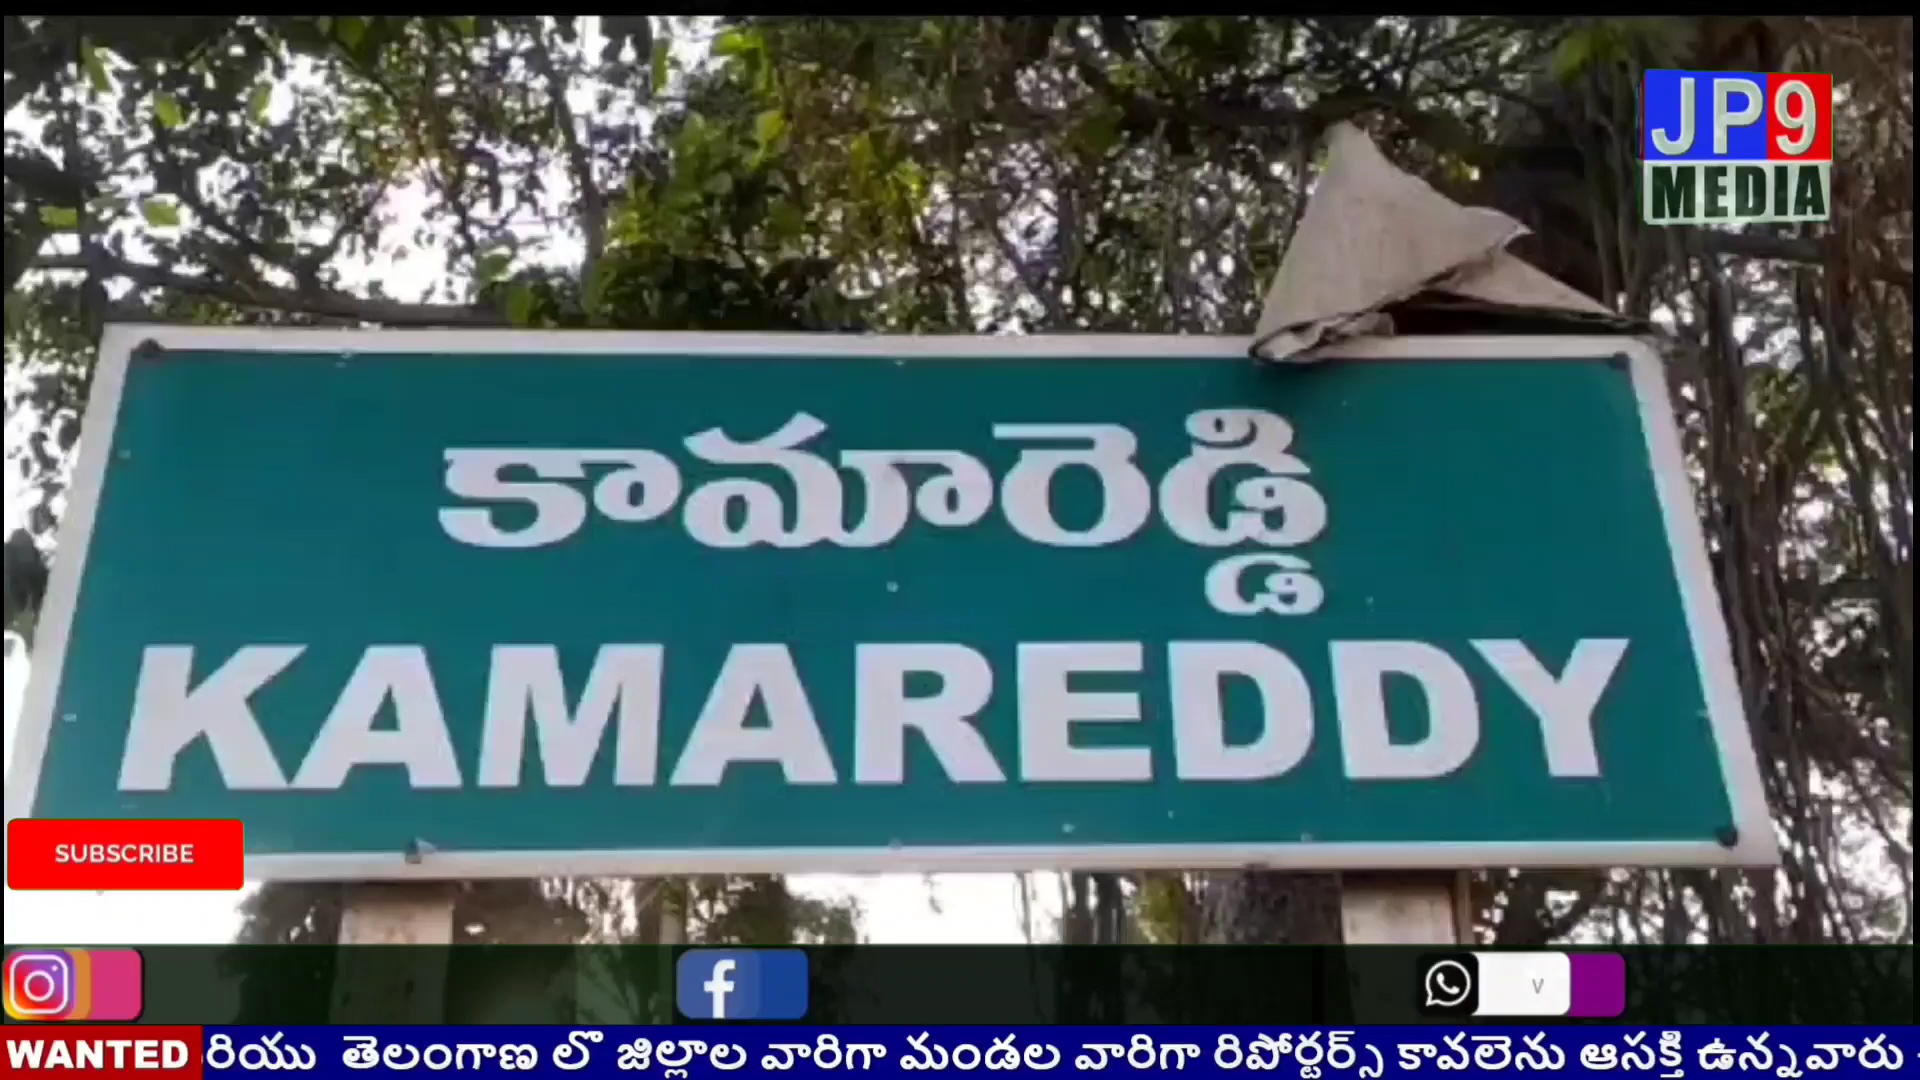 JP9
MEDIA
కామారెడ్డి
KAMAREDDY
SUBSCRIBE
v
WANTED రియు తెలంగాణ లొ జిల్లాల వారిగా మండల వారిగా రిపోర్టర్స్ కావలెను ఆసక్తి ఉన్నవారు